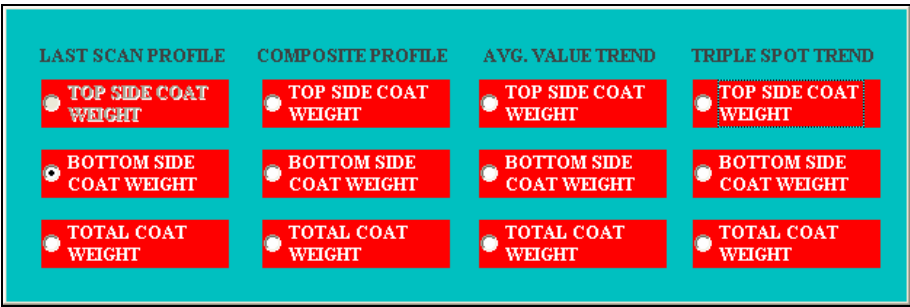 LAST SCAN PROFILE
TOP SIDE COAT
WEIGHT
BOTTOM SIDE
COAT WEIGHT
TOTAL COAT
WEIGHT
COMPOSITE PROFILE
TOP SIDE COAT
WEIGHT
BOTTOM SIDE
COAT WEIGHT
TOTAL COAT
WEIGHT
AVG. VALUE TREND
TOP SIDE COAT
WEIGHT
BOTTOM SIDE
COAT WEIGHT
TOTAL COAT
WEIGHT
TRIPLE SPOT TREND
TOP SIDE COAT
WEIGHT
BOTTOM SIDE
COAT WEIGHT
TOTAL COAT
WEIGHT